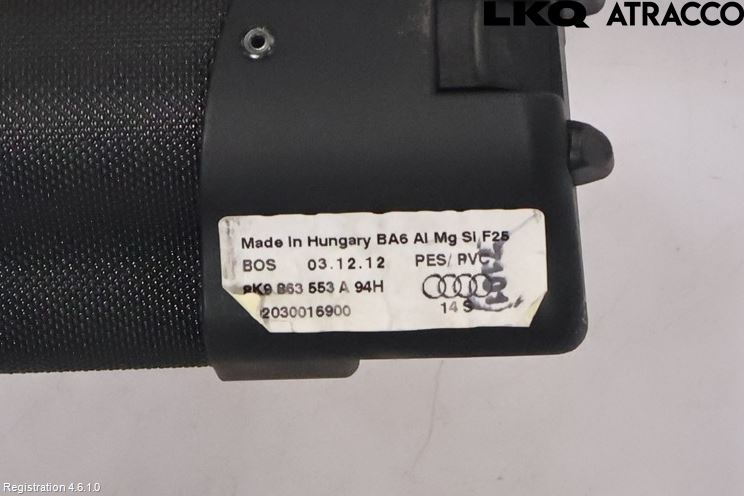 LKQ ATRACCO
Made In Hungary BA6 Al Mg Si F25
BOS 03.12.12 PES/ PVC
8K9 863 553 A 94H
2030016900 14 S
Registration 4.6.1.0